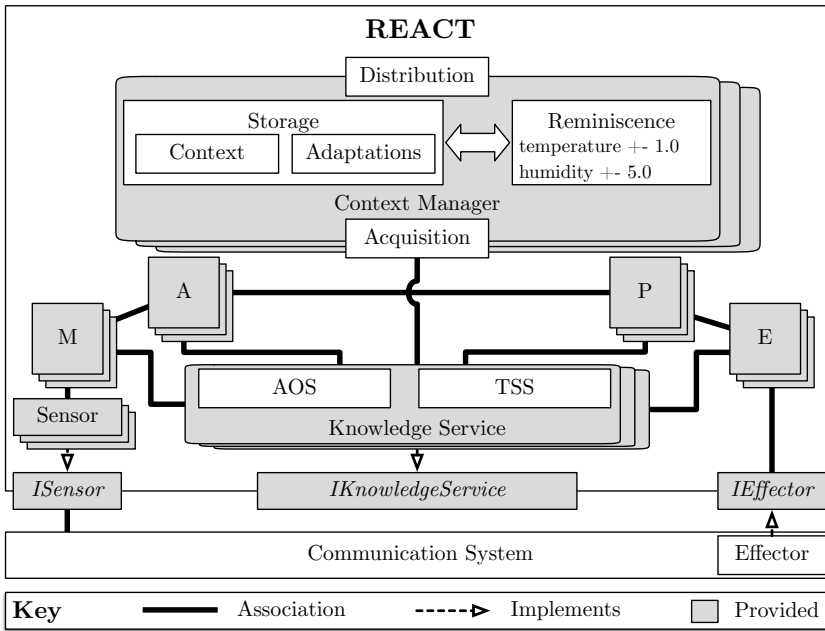 REACT
Distribution
Storage
Context
Adaptations
Reminiscence
temperature +- 1.0
humidity +- 5.0
Context Manager
Acquisition
A
P
M
E
AOS
TSS
Sensor
Knowledge Service
ISensor
IKnowledgeService
IEffector
Communication System
Effector
Key
Association
Implements
Provided